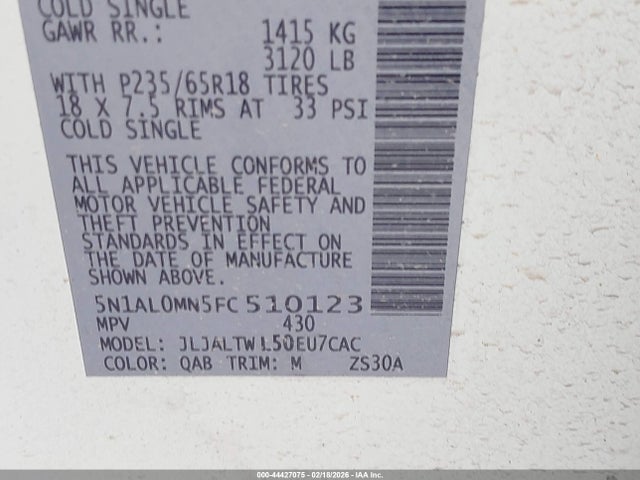 COLD SINGLE
GAWR RR.: 1415 KG
3120 LB
WITH P235/65R18 TIRES
18 X 7.5 RIMS AT 33 PSI
COLD SINGLE
THIS VEHICLE CONFORMS TO
ALL APPLICABLE FEDERAL
MOTOR VEHICLE SAFETY AND
THEFT PREVENTION
STANDARDS IN EFFECT ON
THE DATE OF MANUFACTURE
SHOWN ABOVE.
5N1AL0MN5FC510123
MPV 430
MODEL: JLJALTWL50EU7CAC
COLOR: QAB TRIM: M ZS30A
000-44427075 - 02/18/2026 - IAA Inc.